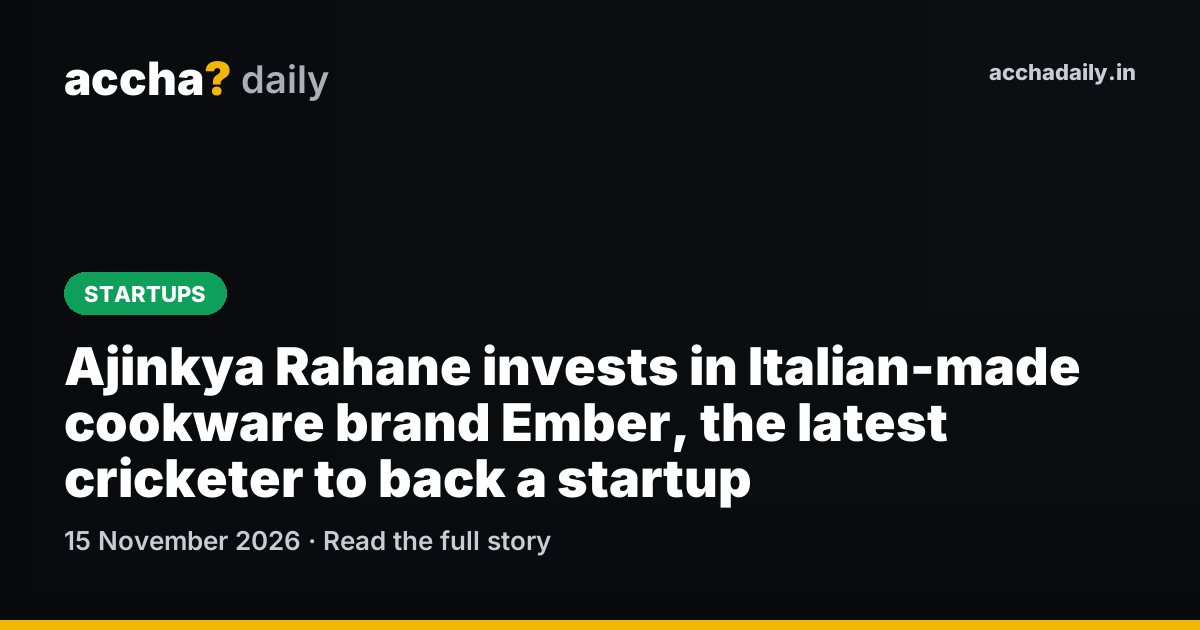 accha? daily
acchadaily.in
STARTUPS
Ajinkya Rahane invests in Italian-made
cookware brand Ember, the latest
cricketer to back a startup
15 November 2026 · Read the full story